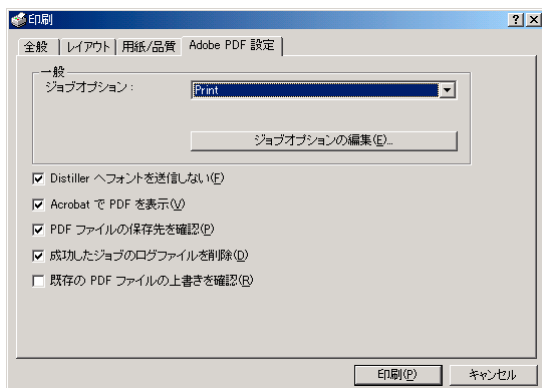 印刷
全般 レイアウト 用紙/品質 Adobe PDF 設定
一般
ジョブオプション : Print
ジョブオプションの編集(E)...
Distiller へフォントを送信しない(F)
Acrobat で PDF を表示(V)
PDF ファイルの保存先を確認(P)
成功したジョブのログファイルを削除(D)
既存の PDF ファイルの上書きを確認(R)
印刷(P) キャンセル